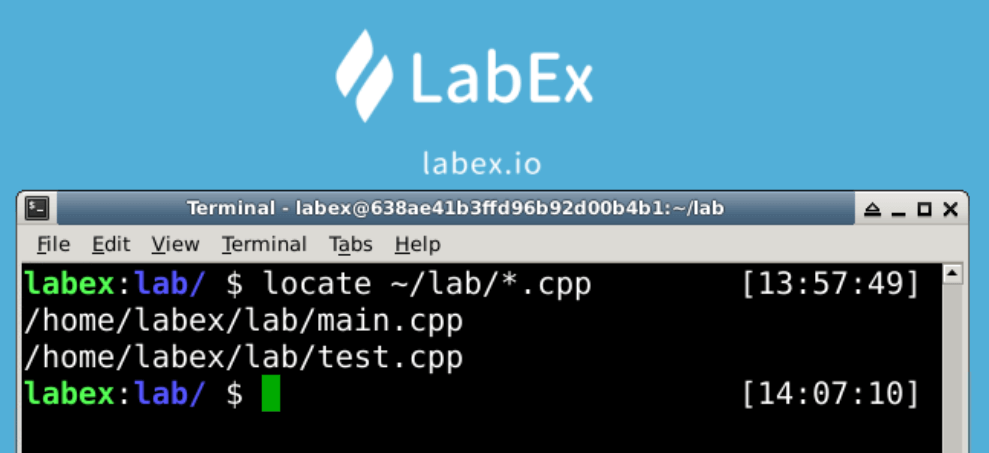 LabEx
labex.io
Terminal - labex@638ae41b3ffd96b92d00b4b1:~/lab
File Edit View Terminal Tabs Help
labex:lab/ $ locate ~/lab/*.cpp [13:57:49]
/home/labex/lab/main.cpp
/home/labex/lab/test.cpp
labex:lab/ $ [14:07:10]